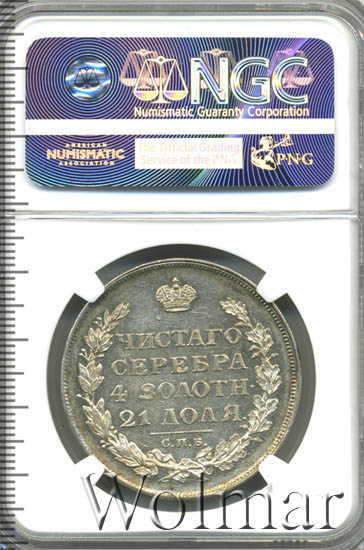 NGC
Numismatic Guaranty Corporation
AMERICAN
NUMISMATIC
ASSOCIATION
The Official Grading
Service of the PNG
PNG
ЧИСТАГО
СЕРЕБРА
4 ЗОЛОТН
21 ДОЛЯ
С.П.Б.
Wolmar